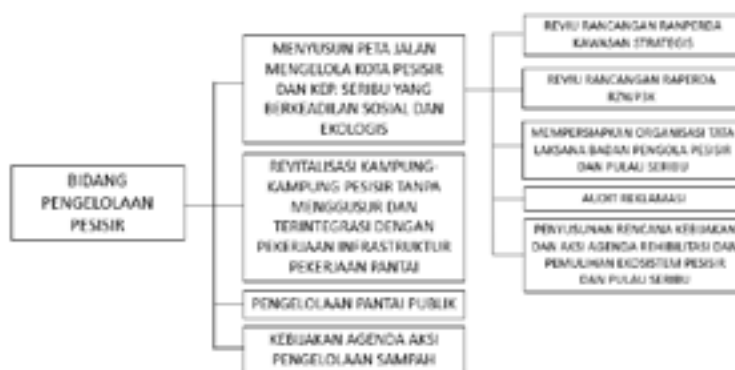 BIDANG
PENGELOLAAN
PESISIR
MENYUSUN PETA JALAN
MENGELOLA KOTA PESISIR
DAN KEP. SERIBU YANG
BERKEADILAN SOSIAL DAN
EKOLOGIS
REVITALISASI KAMPUNG-
KAMPUNG PESISIR TANPA
MENGGUSUR DAN
TERINTEGRASI DENGAN
PEKERJAAN INFRASTRUKTUR
PEKERJAAN PANTAI
PENGELOLAAN PANTAI PUBLIK
KEBIJAKAN AGENDA AKSI
PENGELOLAAN SAMPAH
REVIU RANCANGAN RANPERDA
KAWASAN STRATEGIS
REVIU RANCANGAN RAPERDA
RZWP3K
MEMPERSIAPKAN ORGANISASI TATA
LAKSANA BADAN PENGOLA PESISIR
DAN PULAU SERIBU
AUDIT REKLAMASI
PENYUSUNAN RENCANA KEBIJAKAN
DAN AKSI AGENDA REHIBILITASI DAN
PEMULIHAN EKOSISTEM PESISIR
DAN PULAU SERIBU